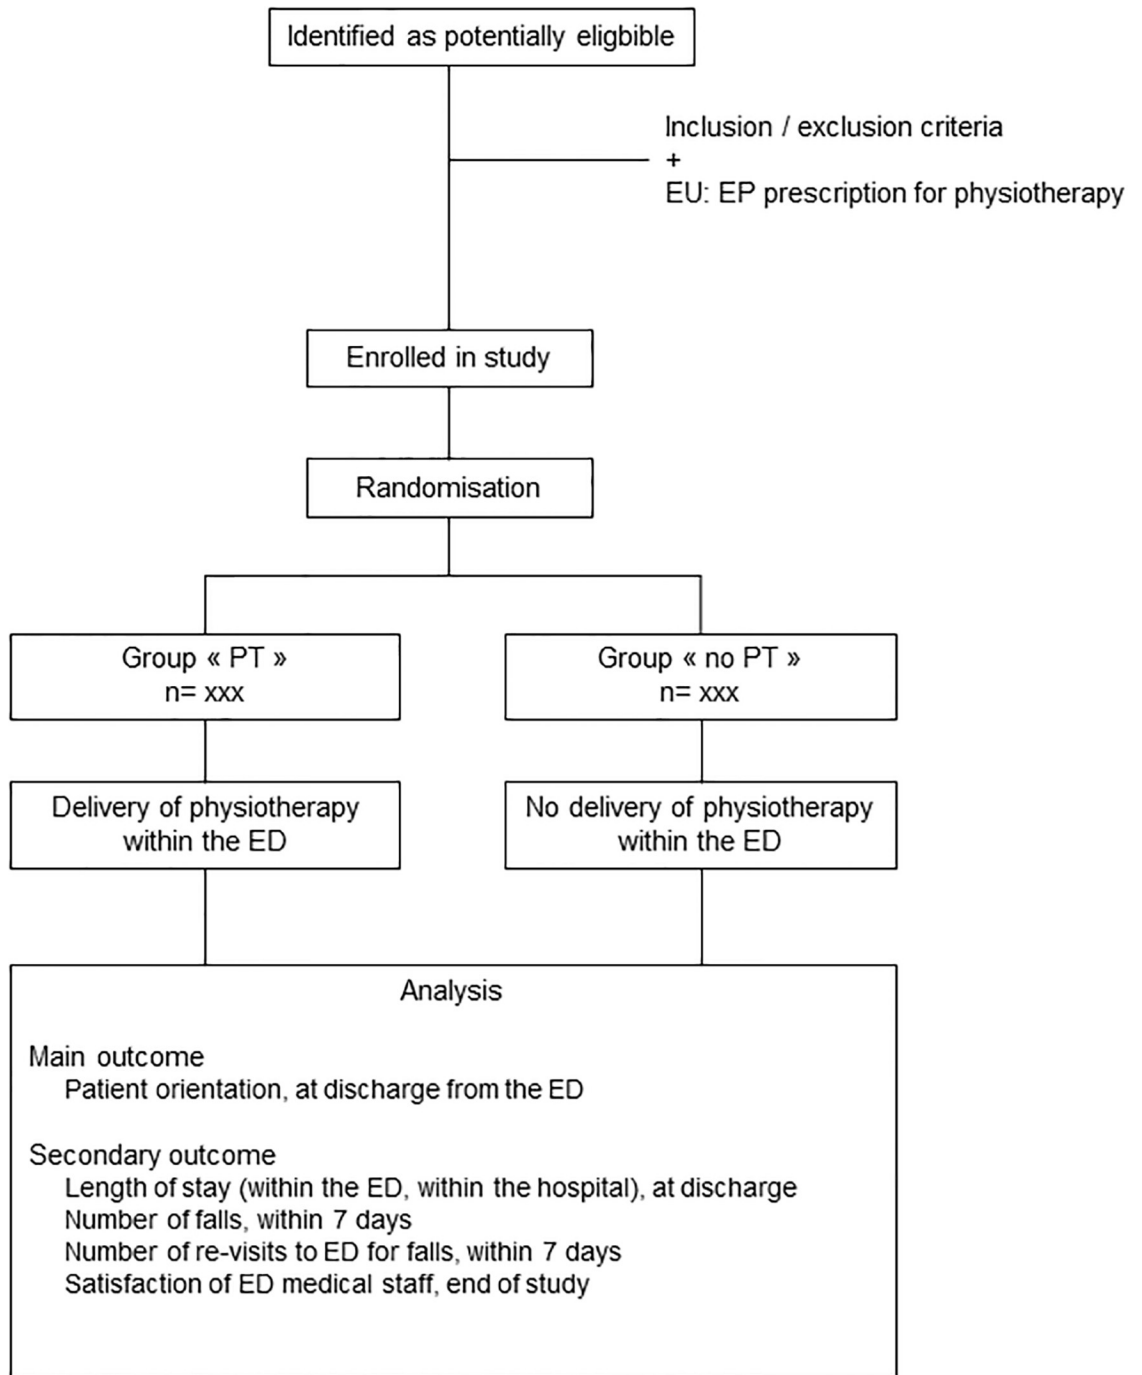 Identified as potentially eligbible
Inclusion / exclusion criteria
+
EU: EP prescription for physiotherapy
Enrolled in study
Randomisation
Group « PT »
n= xxx
Group « no PT »
n= xxx
Delivery of physiotherapy
within the ED
No delivery of physiotherapy
within the ED
Analysis
Main outcome
Patient orientation, at discharge from the ED
Secondary outcome
Length of stay (within the ED, within the hospital), at discharge
Number of falls, within 7 days
Number of re-visits to ED for falls, within 7 days
Satisfaction of ED medical staff, end of study